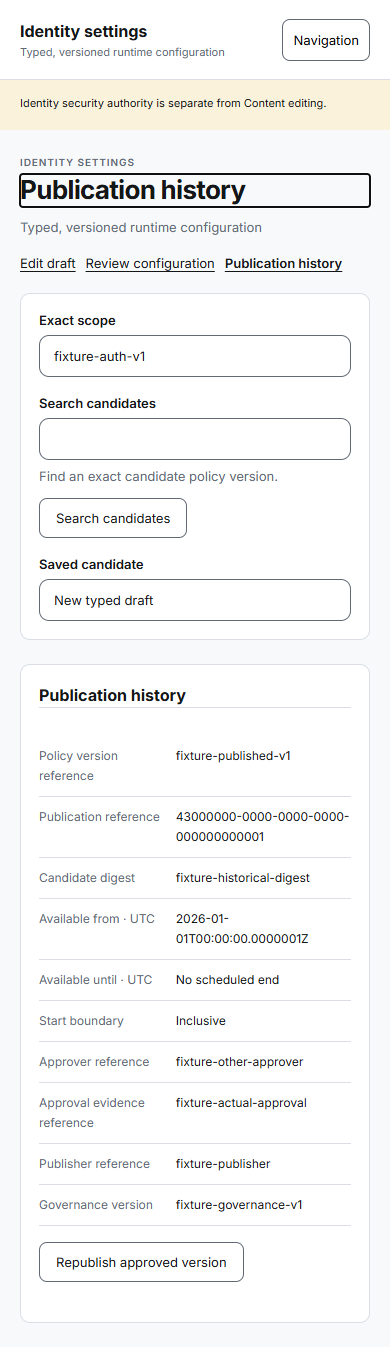 Identity settings
Typed, versioned runtime configuration
Navigation
Identity security authority is separate from Content editing.
IDENTITY SETTINGS
Publication history
Typed, versioned runtime configuration
Edit draft Review configuration Publication history
Exact scope
fixture-auth-v1
Search candidates
Find an exact candidate policy version.
Search candidates
Saved candidate
New typed draft
Publication history
Policy version reference
fixture-published-v1
Publication reference
43000000-0000-0000-0000-
000000000001
Candidate digest
fixture-historical-digest
Available from · UTC
2026-01-
01T00:00:00.0000001Z
Available until · UTC
No scheduled end
Start boundary
Inclusive
Approver reference
fixture-other-approver
Approval evidence reference
fixture-actual-approval
Publisher reference
fixture-publisher
Governance version
fixture-governance-v1
Republish approved version